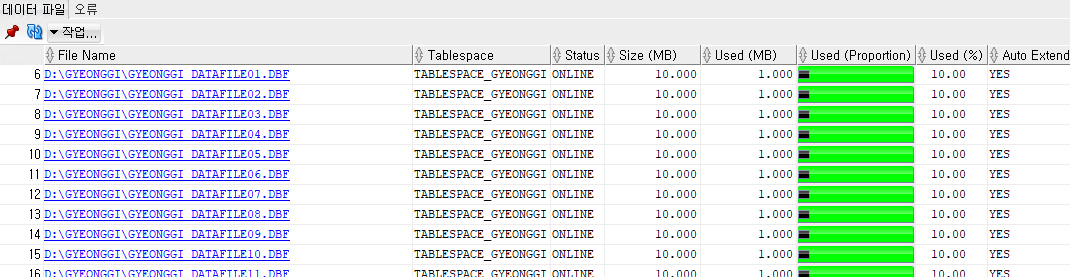 데이터 파일 오류
작업...
File Name Tablespace Status Size (MB) Used (MB) Used (Proportion) Used (%) Auto Extend
6 D:\GYEONGGI\GYEONGGI_DATAFILE01.DBF TABLESPACE_GYEONGGI ONLINE 10.000 1.000 10.00 YES
7 D:\GYEONGGI\GYEONGGI_DATAFILE02.DBF TABLESPACE_GYEONGGI ONLINE 10.000 1.000 10.00 YES
8 D:\GYEONGGI\GYEONGGI_DATAFILE03.DBF TABLESPACE_GYEONGGI ONLINE 10.000 1.000 10.00 YES
9 D:\GYEONGGI\GYEONGGI_DATAFILE04.DBF TABLESPACE_GYEONGGI ONLINE 10.000 1.000 10.00 YES
10 D:\GYEONGGI\GYEONGGI_DATAFILE05.DBF TABLESPACE_GYEONGGI ONLINE 10.000 1.000 10.00 YES
11 D:\GYEONGGI\GYEONGGI_DATAFILE06.DBF TABLESPACE_GYEONGGI ONLINE 10.000 1.000 10.00 YES
12 D:\GYEONGGI\GYEONGGI_DATAFILE07.DBF TABLESPACE_GYEONGGI ONLINE 10.000 1.000 10.00 YES
13 D:\GYEONGGI\GYEONGGI_DATAFILE08.DBF TABLESPACE_GYEONGGI ONLINE 10.000 1.000 10.00 YES
14 D:\GYEONGGI\GYEONGGI_DATAFILE09.DBF TABLESPACE_GYEONGGI ONLINE 10.000 1.000 10.00 YES
15 D:\GYEONGGI\GYEONGGI_DATAFILE10.DBF TABLESPACE_GYEONGGI ONLINE 10.000 1.000 10.00 YES
16 D:\GYEONGGI\GYEONGGI_DATAFILE11.DBF TABLESPACE_GYEONGGI ONLINE 10.000 1.000 10.00 YES